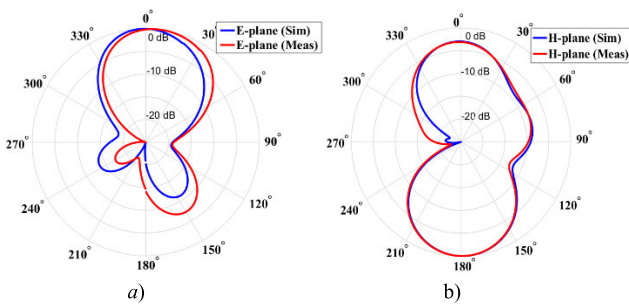 0°
30°
60°
90°
120°
150°
180°
210°
240°
270°
300°
330°
0 dB
-10 dB
-20 dB
E-plane (Sim)
E-plane (Meas)
a)
0°
30°
60°
90°
120°
150°
180°
210°
240°
270°
300°
330°
0 dB
-10 dB
-20 dB
H-plane (Sim)
H-plane (Meas)
b)